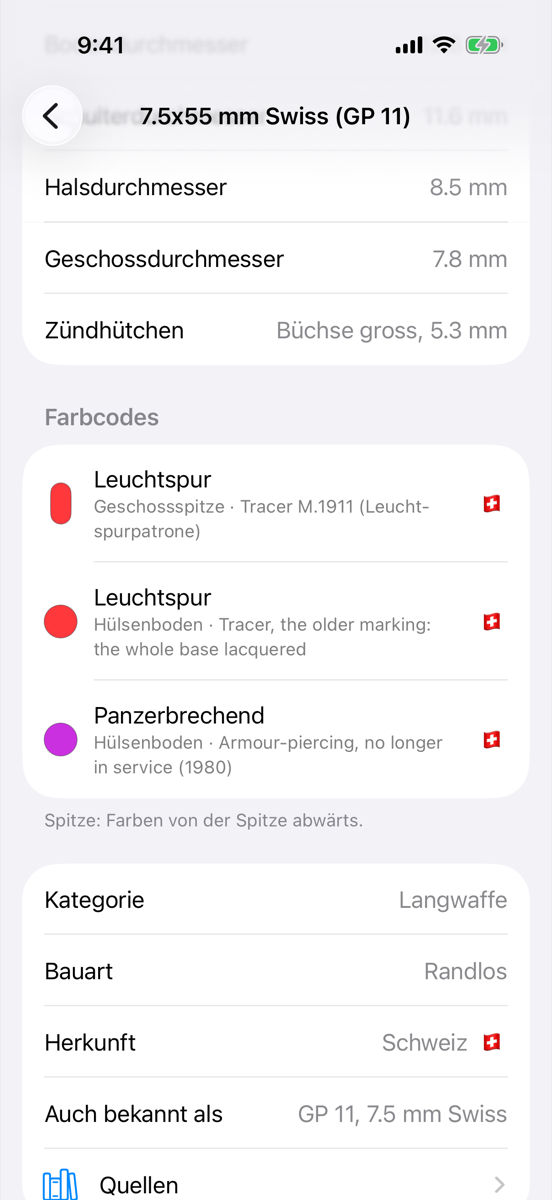 9:41
7.5x55 mm Swiss (GP 11)
11.6 mm
Halsdurchmesser 8.5 mm
Geschossdurchmesser 7.8 mm
Zündhütchen Büchse gross, 5.3 mm
Farbcodes
Leuchtspur
Geschossspitze · Tracer M.1911 (Leucht-
spurpatrone)
Leuchtspur
Hülsenboden · Tracer, the older marking:
the whole base lacquered
Panzerbrechend
Hülsenboden · Armour-piercing, no longer
in service (1980)
Spitze: Farben von der Spitze abwärts.
Kategorie Langwaffe
Bauart Randlos
Herkunft Schweiz
Auch bekannt als GP 11, 7.5 mm Swiss
Quellen